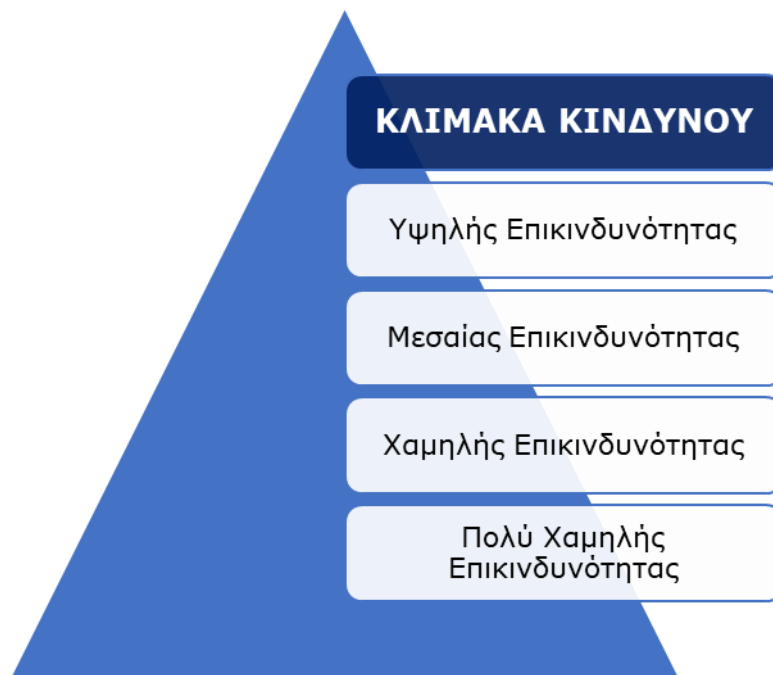 ΚΛΙΜΑΚΑ ΚΙΝΔΥΝΟΥ
Υψηλής Επικινδυνότητας
Μεσαίας Επικινδυνότητας
Χαμηλής Επικινδυνότητας
Πολύ Χαμηλής
Επικινδυνότητας